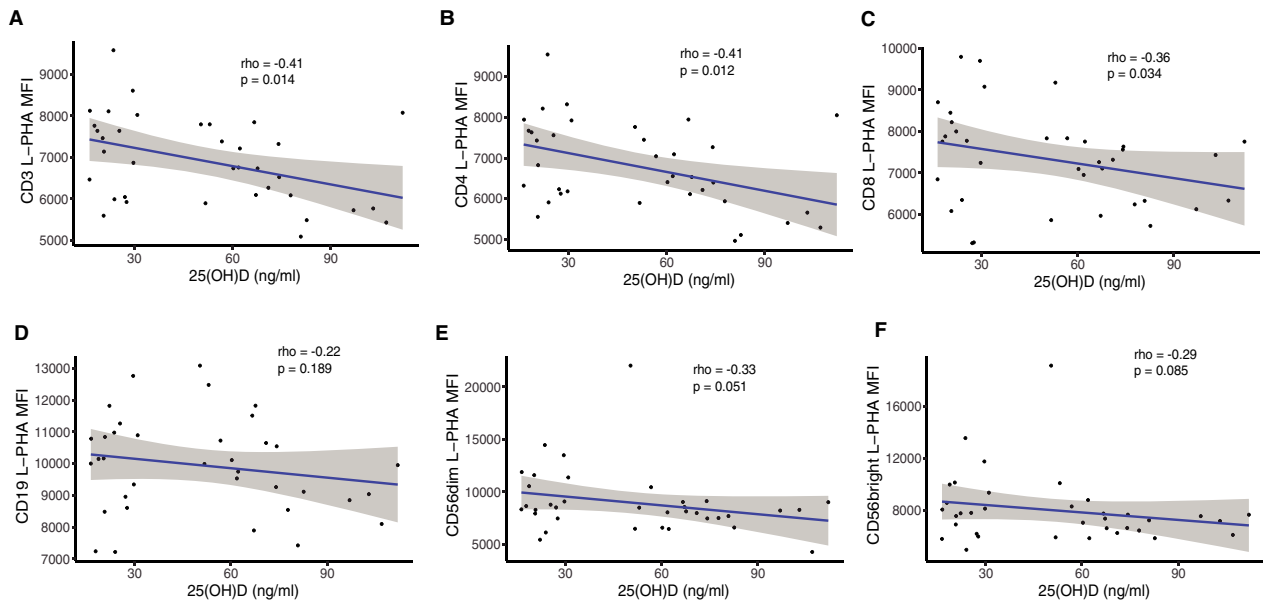 A
rho = -0.41
p = 0.014
CD3 L-PHA MFI
9000
8000
7000
6000
5000
30
60
90
25(OH)D (ng/ml)
B
rho = -0.41
p = 0.012
CD4 L-PHA MFI
9000
8000
7000
6000
5000
30
60
90
25(OH)D (ng/ml)
C
rho = -0.36
p = 0.034
CD8 L-PHA MFI
10000
9000
8000
7000
6000
30
60
90
25(OH)D (ng/ml)
D
rho = -0.22
p = 0.189
CD19 L-PHA MFI
13000
12000
11000
10000
9000
8000
7000
30
60
90
25(OH)D (ng/ml)
E
rho = -0.33
p = 0.051
CD56dim L-PHA MFI
20000
15000
10000
5000
30
60
90
25(OH)D (ng/ml)
F
rho = -0.29
p = 0.085
CD56bright L-PHA MFI
16000
12000
8000
30
60
90
25(OH)D (ng/ml)